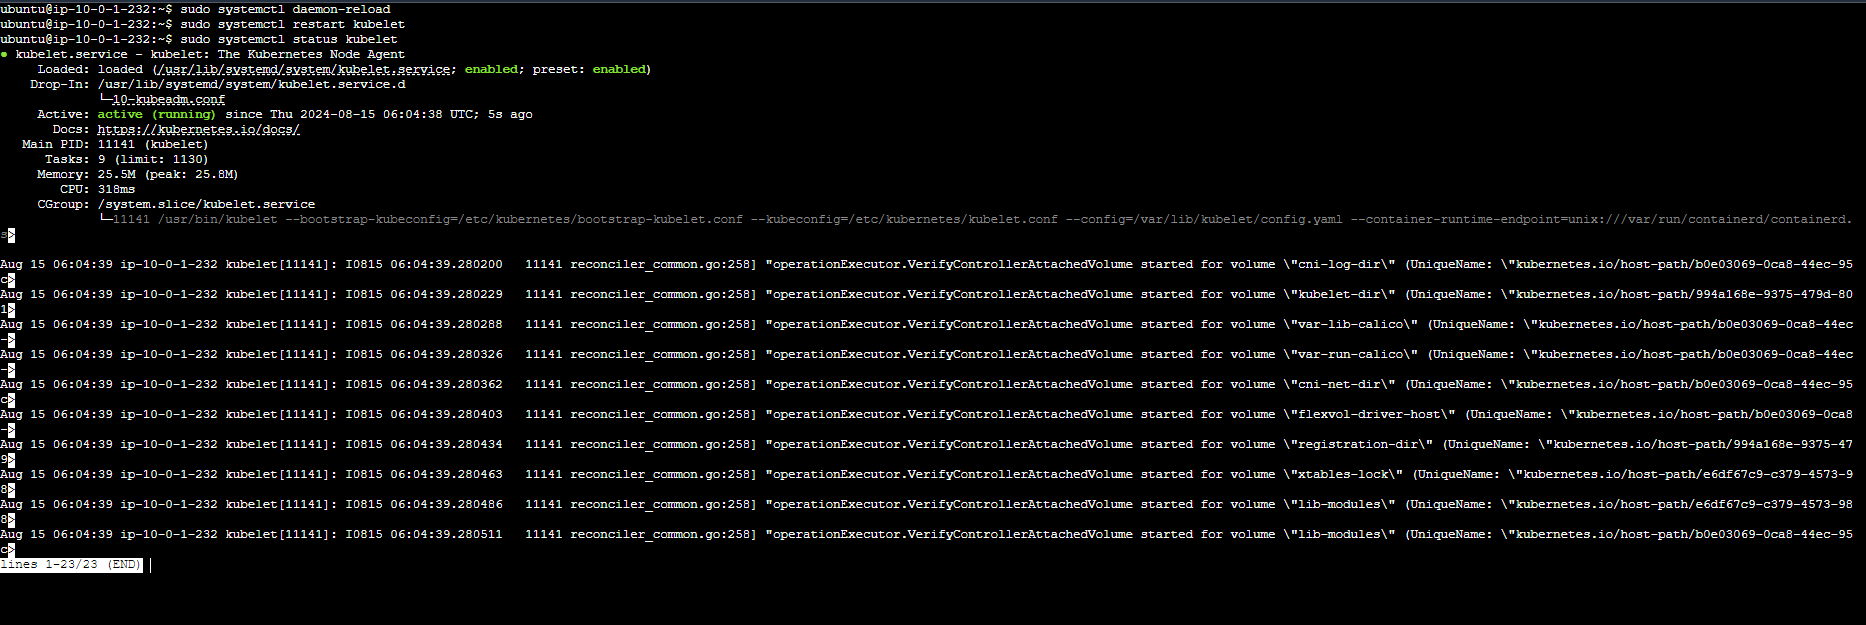 ubuntu@ip-10-0-1-232:~$ sudo systemctl daemon-reload
ubuntu@ip-10-0-1-232:~$ sudo systemctl restart kubelet
ubuntu@ip-10-0-1-232:~$ sudo systemctl status kubelet
● kubelet.service - kubelet: The Kubernetes Node Agent
     Loaded: loaded (/usr/lib/systemd/system/kubelet.service; enabled; preset: enabled)
    Drop-In: /usr/lib/systemd/system/kubelet.service.d
             └─10-kubeadm.conf
     Active: active (running) since Thu 2024-08-15 06:04:38 UTC; 5s ago
       Docs: https://kubernetes.io/docs/
   Main PID: 11141 (kubelet)
      Tasks: 9 (limit: 1130)
     Memory: 25.5M (peak: 25.8M)
        CPU: 318ms
     CGroup: /system.slice/kubelet.service
             └─11141 /usr/bin/kubelet --bootstrap-kubeconfig=/etc/kubernetes/bootstrap-kubelet.conf --kubeconfig=/etc/kubernetes/kubelet.conf --config=/var/lib/kubelet/config.yaml --container-runtime-endpoint=unix:///var/run/containerd/containerd.
s>
Aug 15 06:04:39 ip-10-0-1-232 kubelet[11141]: I0815 06:04:39.280200   11141 reconciler_common.go:258] "operationExecutor.VerifyControllerAttachedVolume started for volume \"cni-log-dir\" (UniqueName: \"kubernetes.io/host-path/b0e03069-0ca8-44ec-95
c>
Aug 15 06:04:39 ip-10-0-1-232 kubelet[11141]: I0815 06:04:39.280229   11141 reconciler_common.go:258] "operationExecutor.VerifyControllerAttachedVolume started for volume \"kubelet-dir\" (UniqueName: \"kubernetes.io/host-path/994a168e-9375-479d-80
1>
Aug 15 06:04:39 ip-10-0-1-232 kubelet[11141]: I0815 06:04:39.280288   11141 reconciler_common.go:258] "operationExecutor.VerifyControllerAttachedVolume started for volume \"var-lib-calico\" (UniqueName: \"kubernetes.io/host-path/b0e03069-0ca8-44ec
->
Aug 15 06:04:39 ip-10-0-1-232 kubelet[11141]: I0815 06:04:39.280326   11141 reconciler_common.go:258] "operationExecutor.VerifyControllerAttachedVolume started for volume \"var-run-calico\" (UniqueName: \"kubernetes.io/host-path/b0e03069-0ca8-44ec
->
Aug 15 06:04:39 ip-10-0-1-232 kubelet[11141]: I0815 06:04:39.280362   11141 reconciler_common.go:258] "operationExecutor.VerifyControllerAttachedVolume started for volume \"cni-net-dir\" (UniqueName: \"kubernetes.io/host-path/b0e03069-0ca8-44ec-95
c>
Aug 15 06:04:39 ip-10-0-1-232 kubelet[11141]: I0815 06:04:39.280403   11141 reconciler_common.go:258] "operationExecutor.VerifyControllerAttachedVolume started for volume \"flexvol-driver-host\" (UniqueName: \"kubernetes.io/host-path/b0e03069-0ca8
->
Aug 15 06:04:39 ip-10-0-1-232 kubelet[11141]: I0815 06:04:39.280434   11141 reconciler_common.go:258] "operationExecutor.VerifyControllerAttachedVolume started for volume \"registration-dir\" (UniqueName: \"kubernetes.io/host-path/994a168e-9375-47
9>
Aug 15 06:04:39 ip-10-0-1-232 kubelet[11141]: I0815 06:04:39.280463   11141 reconciler_common.go:258] "operationExecutor.VerifyControllerAttachedVolume started for volume \"xtables-lock\" (UniqueName: \"kubernetes.io/host-path/e6df67c9-c379-4573-9
8>
Aug 15 06:04:39 ip-10-0-1-232 kubelet[11141]: I0815 06:04:39.280486   11141 reconciler_common.go:258] "operationExecutor.VerifyControllerAttachedVolume started for volume \"lib-modules\" (UniqueName: \"kubernetes.io/host-path/e6df67c9-c379-4573-98
8>
Aug 15 06:04:39 ip-10-0-1-232 kubelet[11141]: I0815 06:04:39.280511   11141 reconciler_common.go:258] "operationExecutor.VerifyControllerAttachedVolume started for volume \"lib-modules\" (UniqueName: \"kubernetes.io/host-path/b0e03069-0ca8-44ec-95
c>
lines 1-23/23 (END)